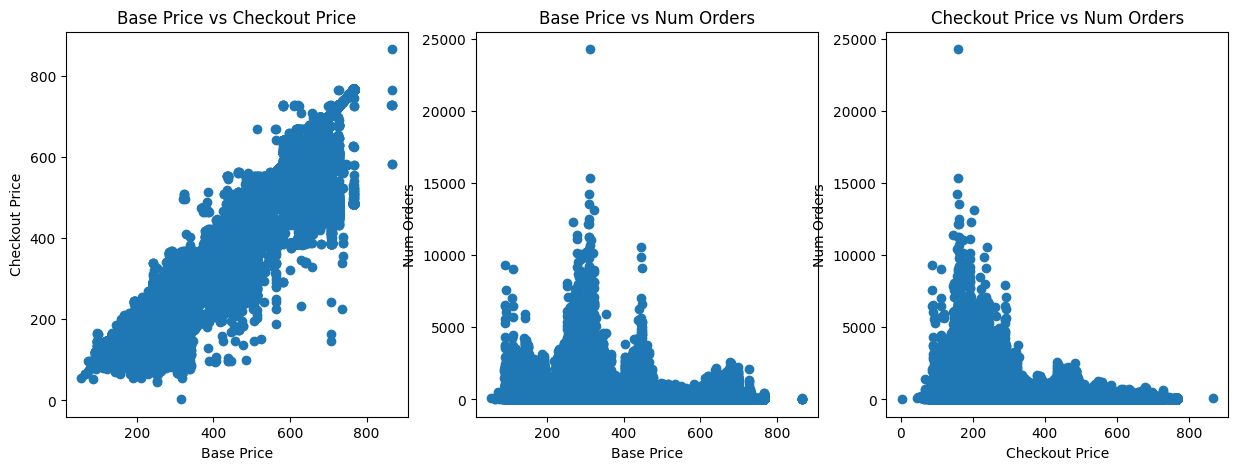 Base Price vs Checkout Price
Checkout Price
800
600
400
200
0
200 400 600 800
Base Price
Base Price vs Num Orders
Num Orders
25000
20000
15000
10000
5000
0
200 400 600 800
Base Price
Checkout Price vs Num Orders
Num Orders
25000
20000
15000
10000
5000
0
0 200 400 600 800
Checkout Price